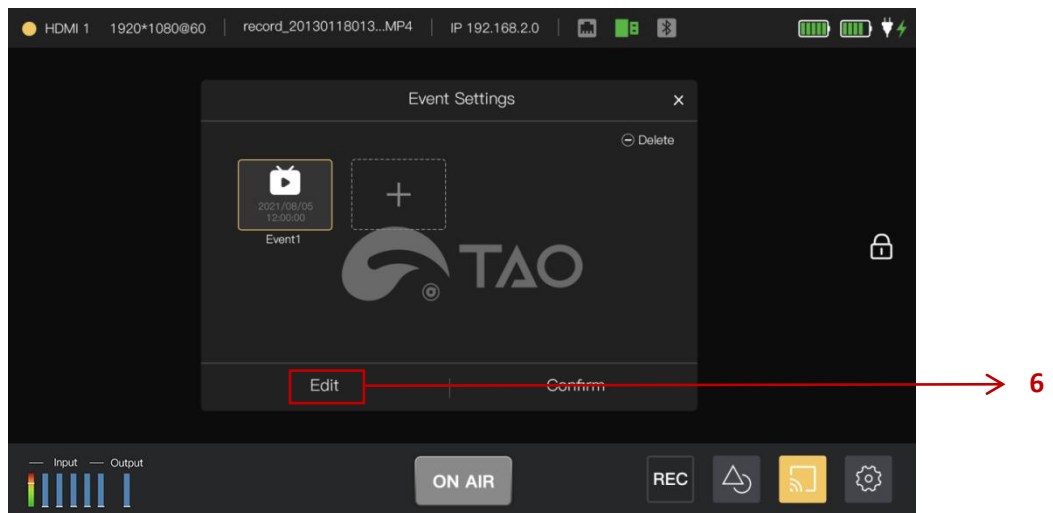 HDMI 1 1920*1080@60 record_20130118013...MP4 IP 192.168.2.0
Event Settings ×
Delete
2021/08/05
12:00:00
Event1
TAO
Edit Confirm
6
Input Output
ON AIR REC